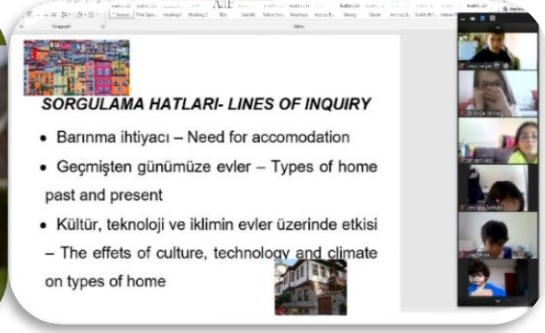 SORGULAMA HATLARI- LINES OF INQUIRY
• Barınma ihtiyacı – Need for accomodation
• Geçmişten günümüze evler – Types of home
past and present
• Kültür, teknoloji ve iklimin evler üzerinde etkisi
– The effets of culture, technology and climate
on types of home